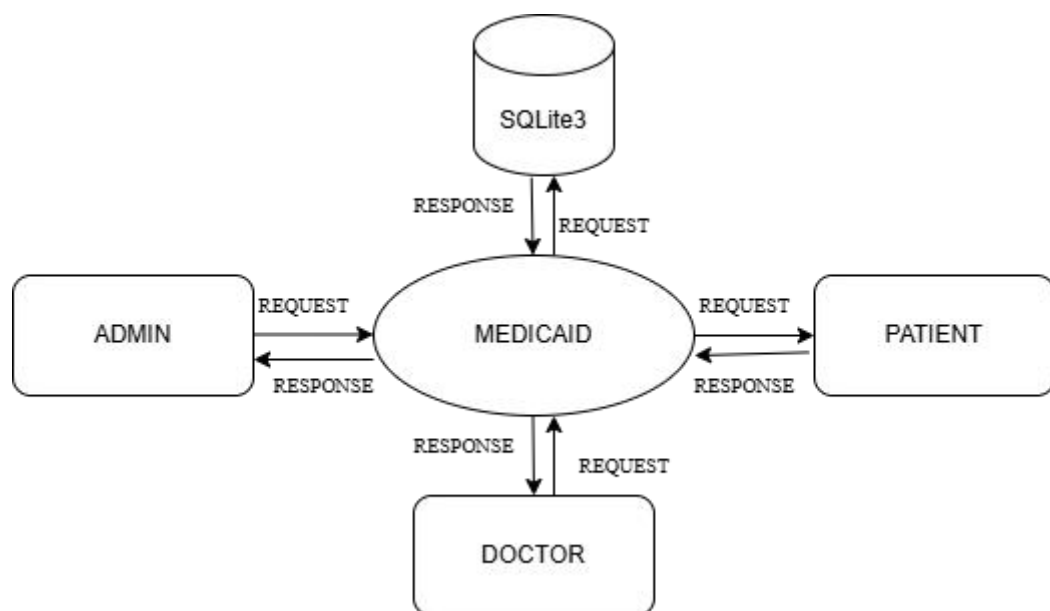 SQLite3
RESPONSE
REQUEST
REQUEST
REQUEST
ADMIN
MEDICAID
PATIENT
RESPONSE
RESPONSE
RESPONSE
REQUEST
DOCTOR